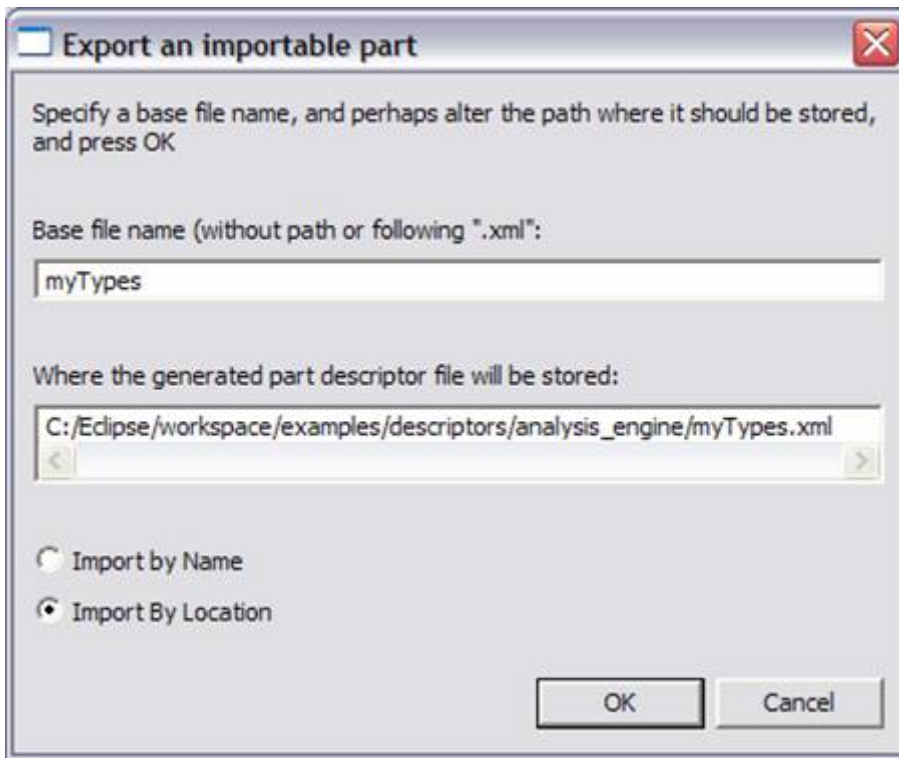 Export an importable part
Specify a base file name, and perhaps alter the path where it should be stored,
and press OK
Base file name (without path or following ".xml":
myTypes
Where the generated part descriptor file will be stored:
C:/Eclipse/workspace/examples/descriptors/analysis_engine/myTypes.xml
Import by Name
Import By Location
OK Cancel